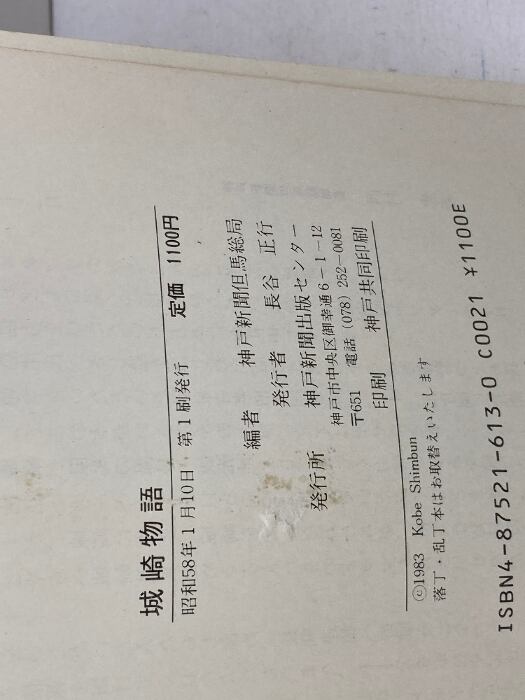 城崎物語
昭和58年1月10日 第1刷発行 定価 1100円
編者 神戸新聞但馬総局
発行者 長谷 正行
発行所 神戸新聞出版センター
神戸市中央区御幸通6-1-12
〒651 電話(078)252-0081
印刷 神戸共同印刷
©1983 Kobe Shimbun
落丁・乱丁本はお取替えいたします
ISBN4-87521-613-0 C0021 ¥1100E